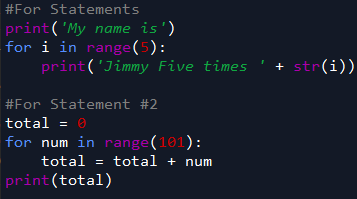 #For Statements
print('My name is')
for i in range(5):
    print('Jimmy Five times ' + str(i))

#For Statement #2
total = 0
for num in range(101):
    total = total + num
print(total)